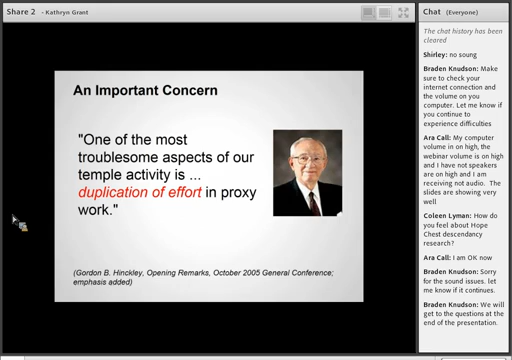 Share 2 - Kathryn Grant
An Important Concern
"One of the most
troublesome aspects of our
temple activity is ...
duplication of effort in proxy
work."
(Gordon B. Hinckley, Opening Remarks, October 2005 General Conference;
emphasis added)
Chat (Everyone)
The chat history has been
cleared
Shirley: no soung
Braden Knudson: Make
sure to check your
internet connection and
the volume on you
computer. Let me know if
you continue to
experience difficulties
Ara Call: My computer
volume in on high, the
webinar volume is on high
and I have not speakers
are on high and I am
receiving not audio. The
slides are showing very
well
Coleen Lyman: How do
you feel about Hope
Chest descendancy
research?
Ara Call: I am OK now
Braden Knudson: Sorry
for the sound issues. let
me know if it continues.
Braden Knudson: We will
get to the questions at the
end of the presentation.